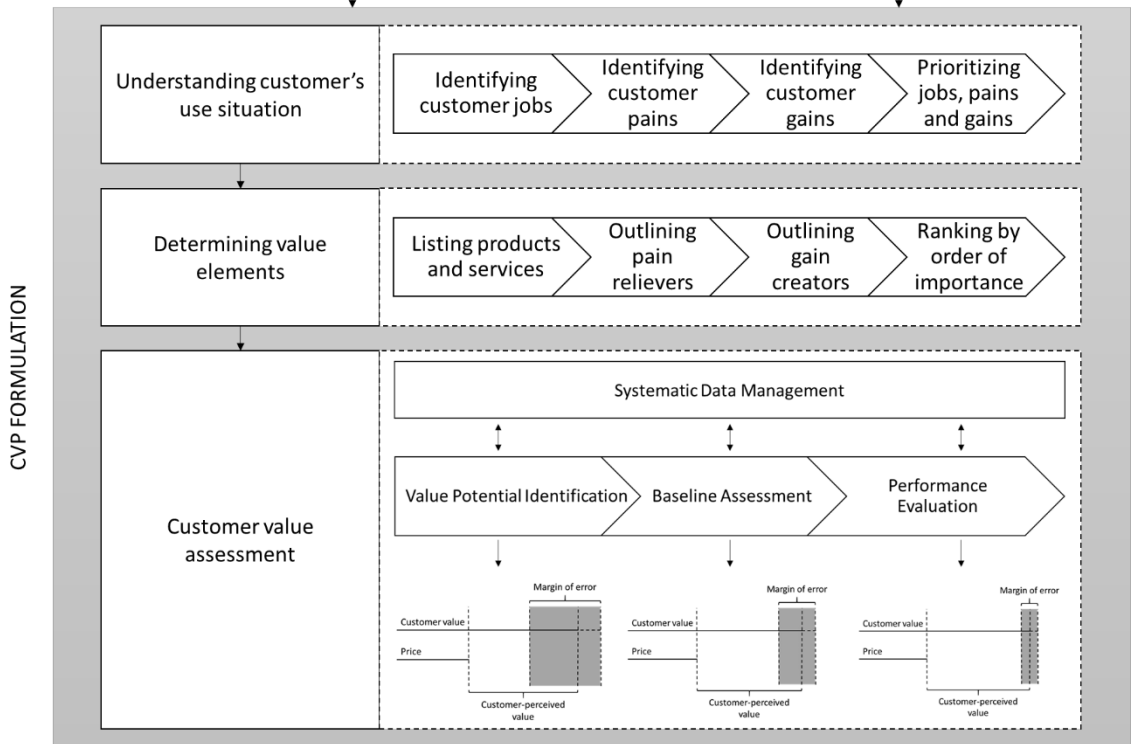 CVP FORMULATION
Understanding customer's
use situation
Identifying
customer jobs
Identifying
customer
pains
Identifying
customer
gains
Prioritizing
jobs, pains
and gains
Determining value
elements
Listing products
and services
Outlining
pain
relievers
Outlining
gain
creators
Ranking by
order of
importance
Customer value
assessment
Systematic Data Management
Value Potential Identification
Baseline Assessment
Performance
Evaluation
Margin of error
Customer value
Price
Customer-perceived
value
Margin of error
Customer value
Price
Customer-perceived
value
Margin of error
Customer value
Price
Customer-perceived
value